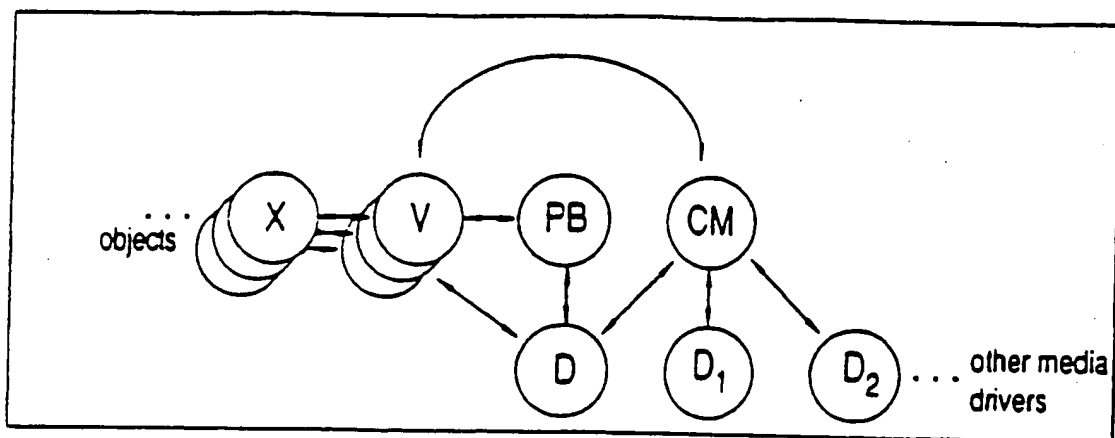 X
V
PB
CM
. . .
objects
D
D1
D2
. . . other media
drivers